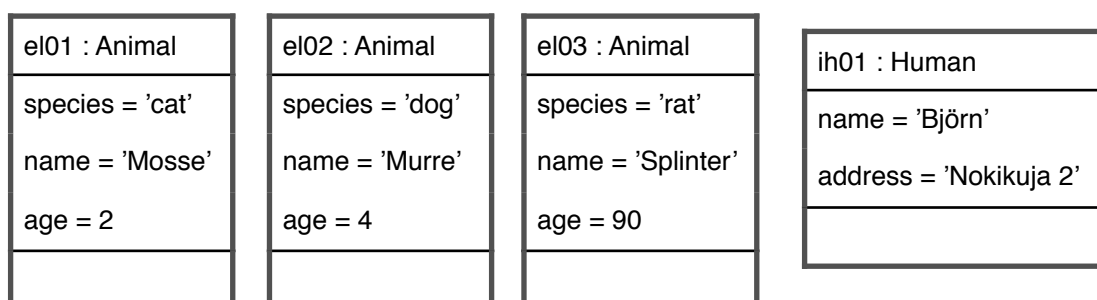 el01 : Animal
species = ’cat’
name = ’Mosse’
age = 2
el02 : Animal
species = ’dog’
name = ’Murre’
age = 4
el03 : Animal
species = ’rat’
name = ’Splinter’
age = 90
ih01 : Human
name = ’Björn’
address = ’Nokikuja 2’